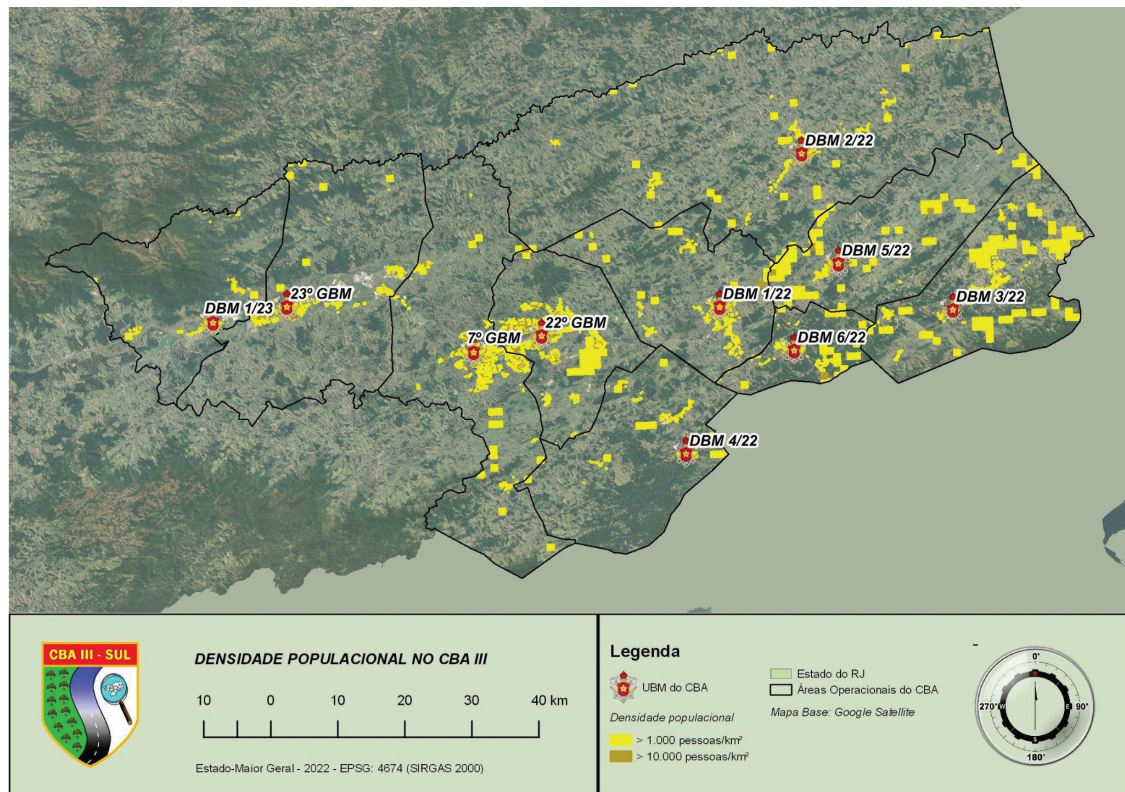 DBM 2/22
DBM 5/22
DBM 1/23
23º GBM
DBM 1/22
DBM 3/22
7º GBM
22º GBM
DBM 6/22
DBM 4/22
CBA III - SUL
DENSIDADE POPULACIONAL NO CBA III
10 0 10 20 30 40 km
Estado-Maior Geral - 2022 - EPSG: 4674 (SIRGAS 2000)
Legenda
UBM do CBA
Densidade populacional
> 1.000 pessoas/km²
> 10.000 pessoas/km²
Estado do RJ
Áreas Operacionais do CBA
Mapa Base: Google Satellite
0°
270°
90°
180°
N
W
E
S